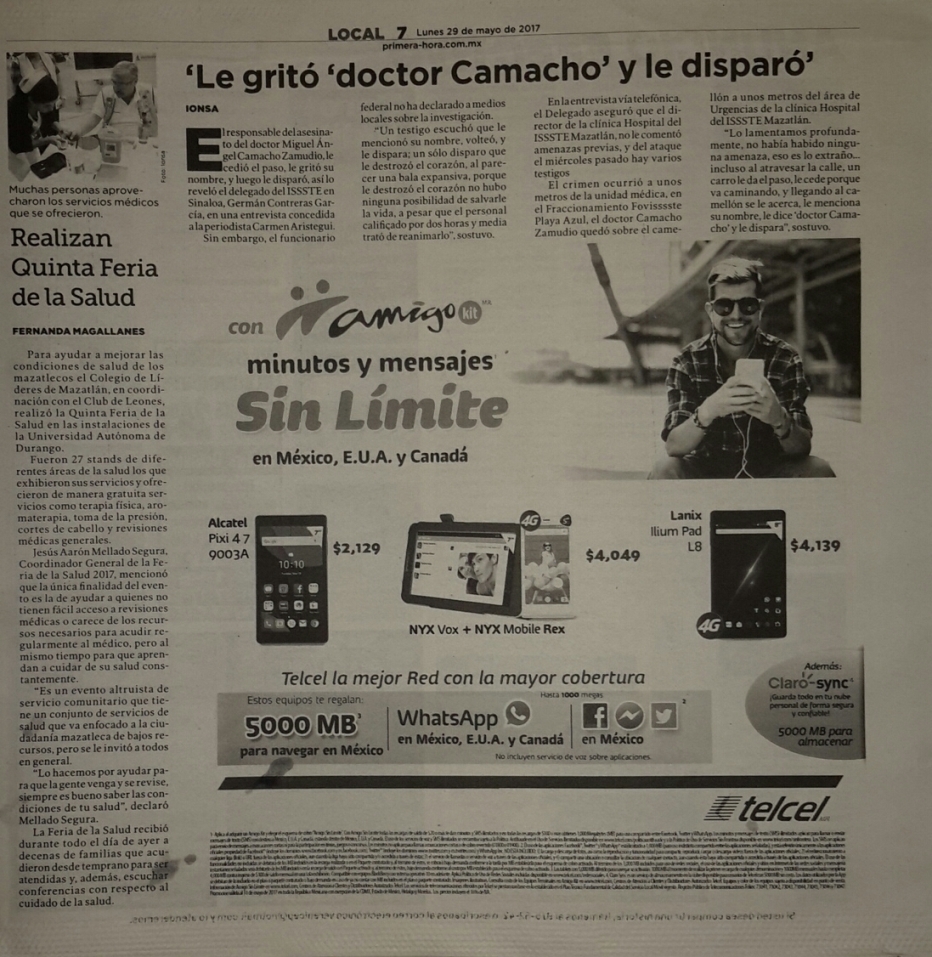 LOCAL 7 Lunes 29 de mayo de 2017
primera-hora.com.mx
Foto: Ionsa
Muchas personas aprove-
charon los servicios médicos
que se ofrecieron.
Realizan
Quinta Feria
de la Salud
FERNANDA MAGALLANES
Para ayudar a mejorar las
condiciones de salud de los
mazatlecos el Colegio de Lí-
deres de Mazatlán, en coordi-
nación con el Club de Leones,
realizó la Quinta Feria de la
Salud en las instalaciones de
la Universidad Autónoma de
Durango.
Fueron 27 stands de dife-
rentes áreas de la salud los que
exhibieron sus servicios y ofre-
cieron de manera gratuita ser-
vicios como terapia física, aro-
materapia, toma de la presión,
cortes de cabello y revisiones
médicas generales.
Jesús Aarón Mellado Segura,
Coordinador General de la Fe-
ria de la Salud 2017, mencionó
que la única finalidad del even-
to es la de ayudar a quienes no
tienen fácil acceso a revisiones
médicas o carece de los recur-
sos necesarios para acudir re-
gularmente al médico, pero al
mismo tiempo para que apren-
dan a cuidar de su salud cons-
tantemente.
“Es un evento altruista de
servicio comunitario que tie-
ne un conjunto de servicios de
salud que va enfocado a la ciu-
dadanía mazatleca de bajos re-
cursos, pero se le invitó a todos
en general.
“Lo hacemos por ayudar pa-
ra que la gente venga y se revise,
siempre es bueno saber las con-
diciones de tu salud”, declaró
Mellado Segura.
La Feria de la Salud recibió
durante todo el día de ayer a
decenas de familias que acu-
dieron desde temprano para ser
atendidas y, además, escuchar
conferencias con respecto al
cuidado de la salud.
‘Le gritó ‘doctor Camacho’ y le disparó’
IONSA
El responsable del asesina-
to del doctor Miguel Án-
gel Camacho Zamudio, le
cedió el paso, le gritó su
nombre, y luego le disparó, así lo
reveló el delegado del ISSSTE en
Sinaloa, Germán Contreras Gar-
cía, en una entrevista concedida
a la periodista Carmen Aristegui.
Sin embargo, el funcionario
federal no ha declarado a medios
locales sobre la investigación.
“Un testigo escuchó que le
mencionó su nombre, volteó, y
le dispara; un sólo disparo que
le destrozó el corazón, al pare-
cer una bala expansiva, porque
le destrozó el corazón no hubo
ninguna posibilidad de salvarle
la vida, a pesar que el personal
calificado por dos horas y media
trató de reanimarlo”, sostuvo.
En la entrevista vía telefónica,
el Delegado aseguró que el di-
rector de la clínica Hospital del
ISSSTE Mazatlán, no le comentó
amenazas previas, y del ataque
el miércoles pasado hay varios
testigos
El crimen ocurrió a unos
metros de la unidad médica, en
el Fraccionamiento Fovisssste
Playa Azul, el doctor Camacho
Zamudio quedó sobre el came-
llón a unos metros del área de
Urgencias de la clínica Hospital
del ISSSTE Mazatlán.
“Lo lamentamos profunda-
mente, no había habido ningu-
na amenaza, eso es lo extraño...
incluso al atravesar la calle, un
carro le da el paso, le cede porque
va caminando, y llegando al ca-
mellón se le acerca, le menciona
su nombre, le dice ‘doctor Cama-
cho’ y le dispara”, sostuvo.
con amigo kit
minutos y mensajes
Sin Límite
en México, E.U.A. y Canadá
Alcatel
Pixi 4 7
9003A
$2,129
10:10
4G
NYX Vox + NYX Mobile Rex
$4,049
Lanix
Ilium Pad
L8
$4,139
4G
Telcel la mejor Red con la mayor cobertura
Estos equipos te regalan:
5000 MB
para navegar en México
WhatsApp
en México, E.U.A. y Canadá
Hasta 1000 megas
en México
No incluyen servicio de voz sobre aplicaciones.
Además:
Claro-sync
¡Guarda todo en tu nube
personal de forma segura
y confiable!
5000 MB para
almacenar
telcel